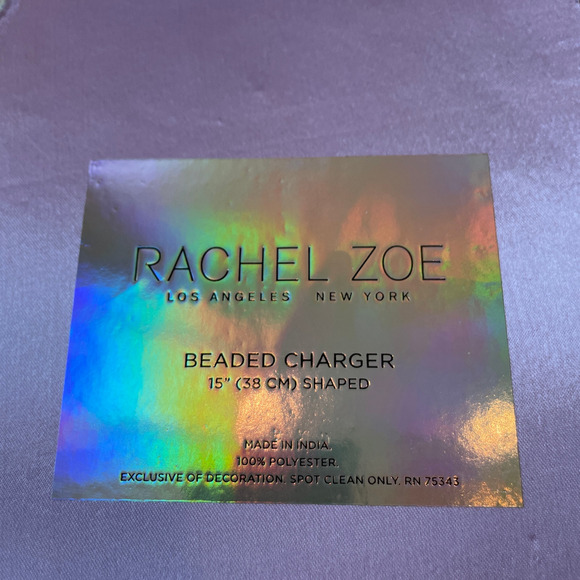 RACHEL ZOE
LOS ANGELES NEW YORK
BEADED CHARGER
15" (38 CM) SHAPED
MADE IN INDIA.
100% POLYESTER.
EXCLUSIVE OF DECORATION. SPOT CLEAN ONLY. RN 75343